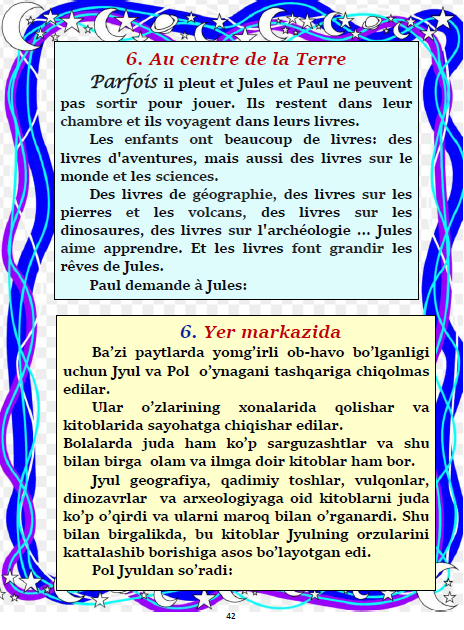 6. Au centre de la Terre
Parfois il pleut et Jules et Paul ne peuvent
pas sortir pour jouer. Ils restent dans leur
chambre et ils voyagent dans leurs livres.
Les enfants ont beaucoup de livres: des
livres d'aventures, mais aussi des livres sur le
monde et les sciences.
Des livres de géographie, des livres sur les
pierres et les volcans, des livres sur les
dinosaures, des livres sur l'archéologie ... Jules
aime apprendre. Et les livres font grandir les
rêves de Jules.
Paul demande à Jules:
6. Yer markazida
Ba’zi paytlarda yomg’irli ob-havo bo’lganligi
uchun Jyul va Pol o’ynagani tashqariga chiqolmas
edilar.
Ular o’zlarining xonalarida qolishar va
kitoblarida sayohatga chiqishar edilar.
Bolalarda juda ham ko’p sarguzashtlar va shu
bilan birga olam va ilmga doir kitoblar ham bor.
Jyul geografiya, qadimiy toshlar, vulqonlar,
dinozavrlar va arxeologiyaga oid kitoblarni juda
ko’p o’qirdi va ularni maroq bilan o’rganardi. Shu
bilan birgalikda, bu kitoblar Jyulning orzularini
kattalashib borishiga asos bo’layotgan edi.
Pol Jyuldan so’radi:
42